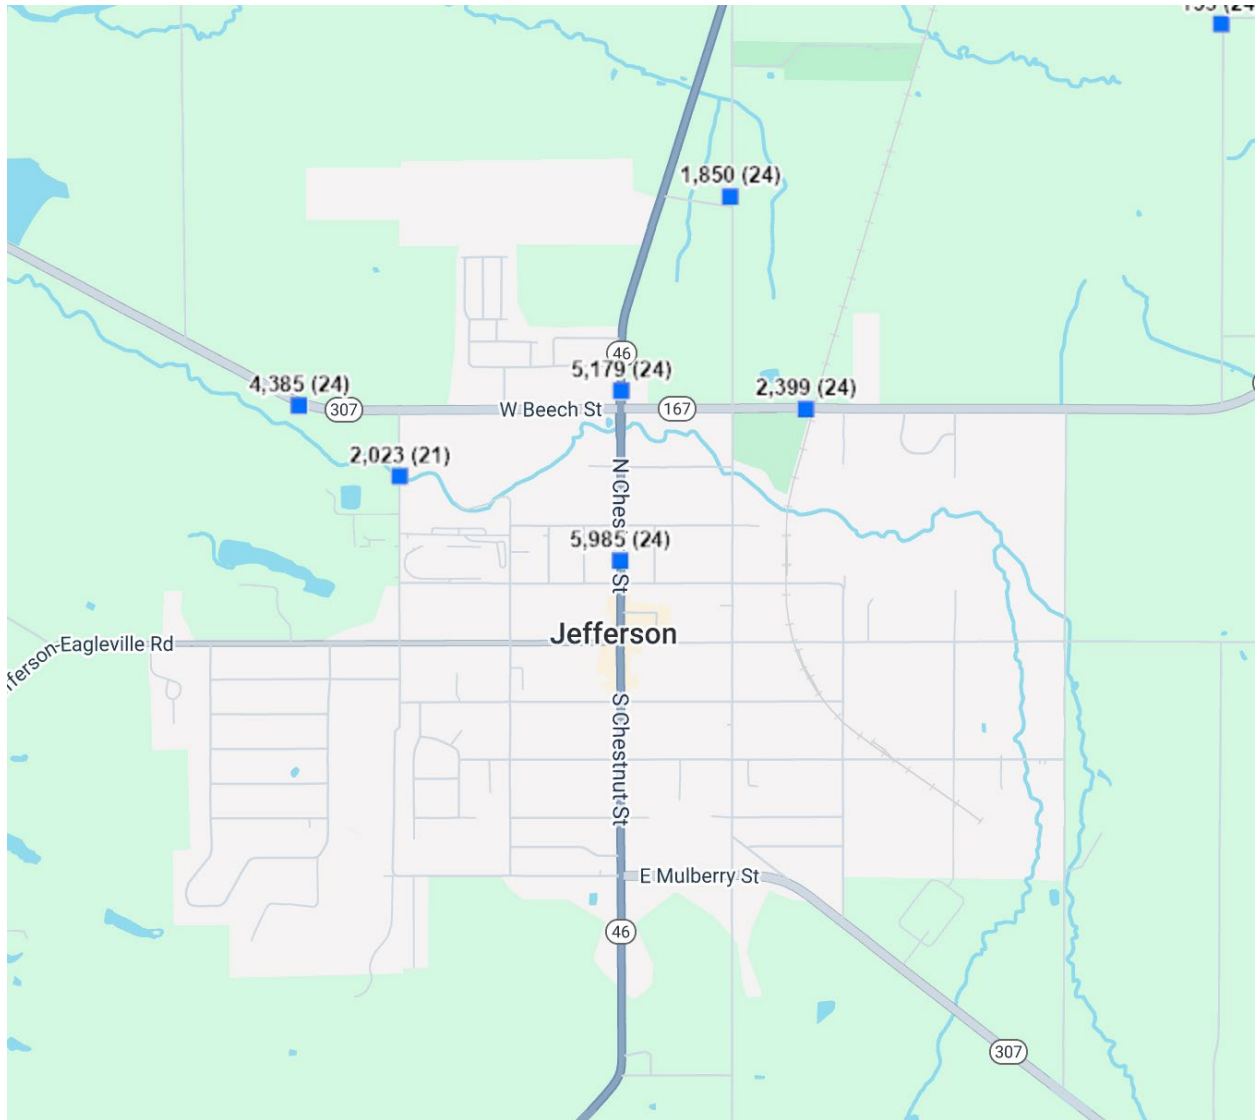 1,850 (24)
46
5,179 (24)
4,385 (24)
307
W Beech St
167
2,399 (24)
2,023 (21)
5,985 (24)
St
Jefferson
Eagleville Rd
S Chestnut St
E Mulberry St
46
307